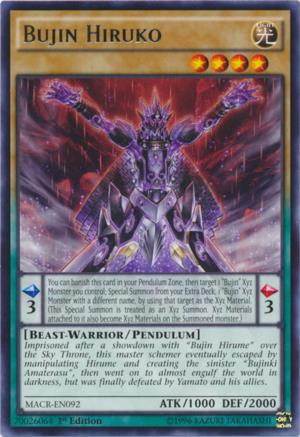 BUJIN HIRUKO
LIGHT
光
You can banish this card in your Pendulum Zone, then target 1 "Bujin" Xyz
Monster you control; Special Summon from your Extra Deck, 1 "Bujin" Xyz
Monster with a different name, by using that target as the Xyz Material.
(This Special Summon is treated as an Xyz Summon. Xyz Materials
attached to it also become Xyz Materials on the Summoned monster.)
3
3
[BEAST-WARRIOR/PENDULUM]
Imprisoned after a showdown with "Bujin Hirume" over
the Sky Throne, this master schemer eventually escaped by
manipulating Hirume and creating the sinister "Bujinki
Amaterasu", then went on to almost engulf the world in
darkness, but was finally defeated by Yamato and his allies.
MACR-EN092
ATK/1000 DEF/2000
70026064
1st Edition
©1996 KAZUKI TAKAHASHI